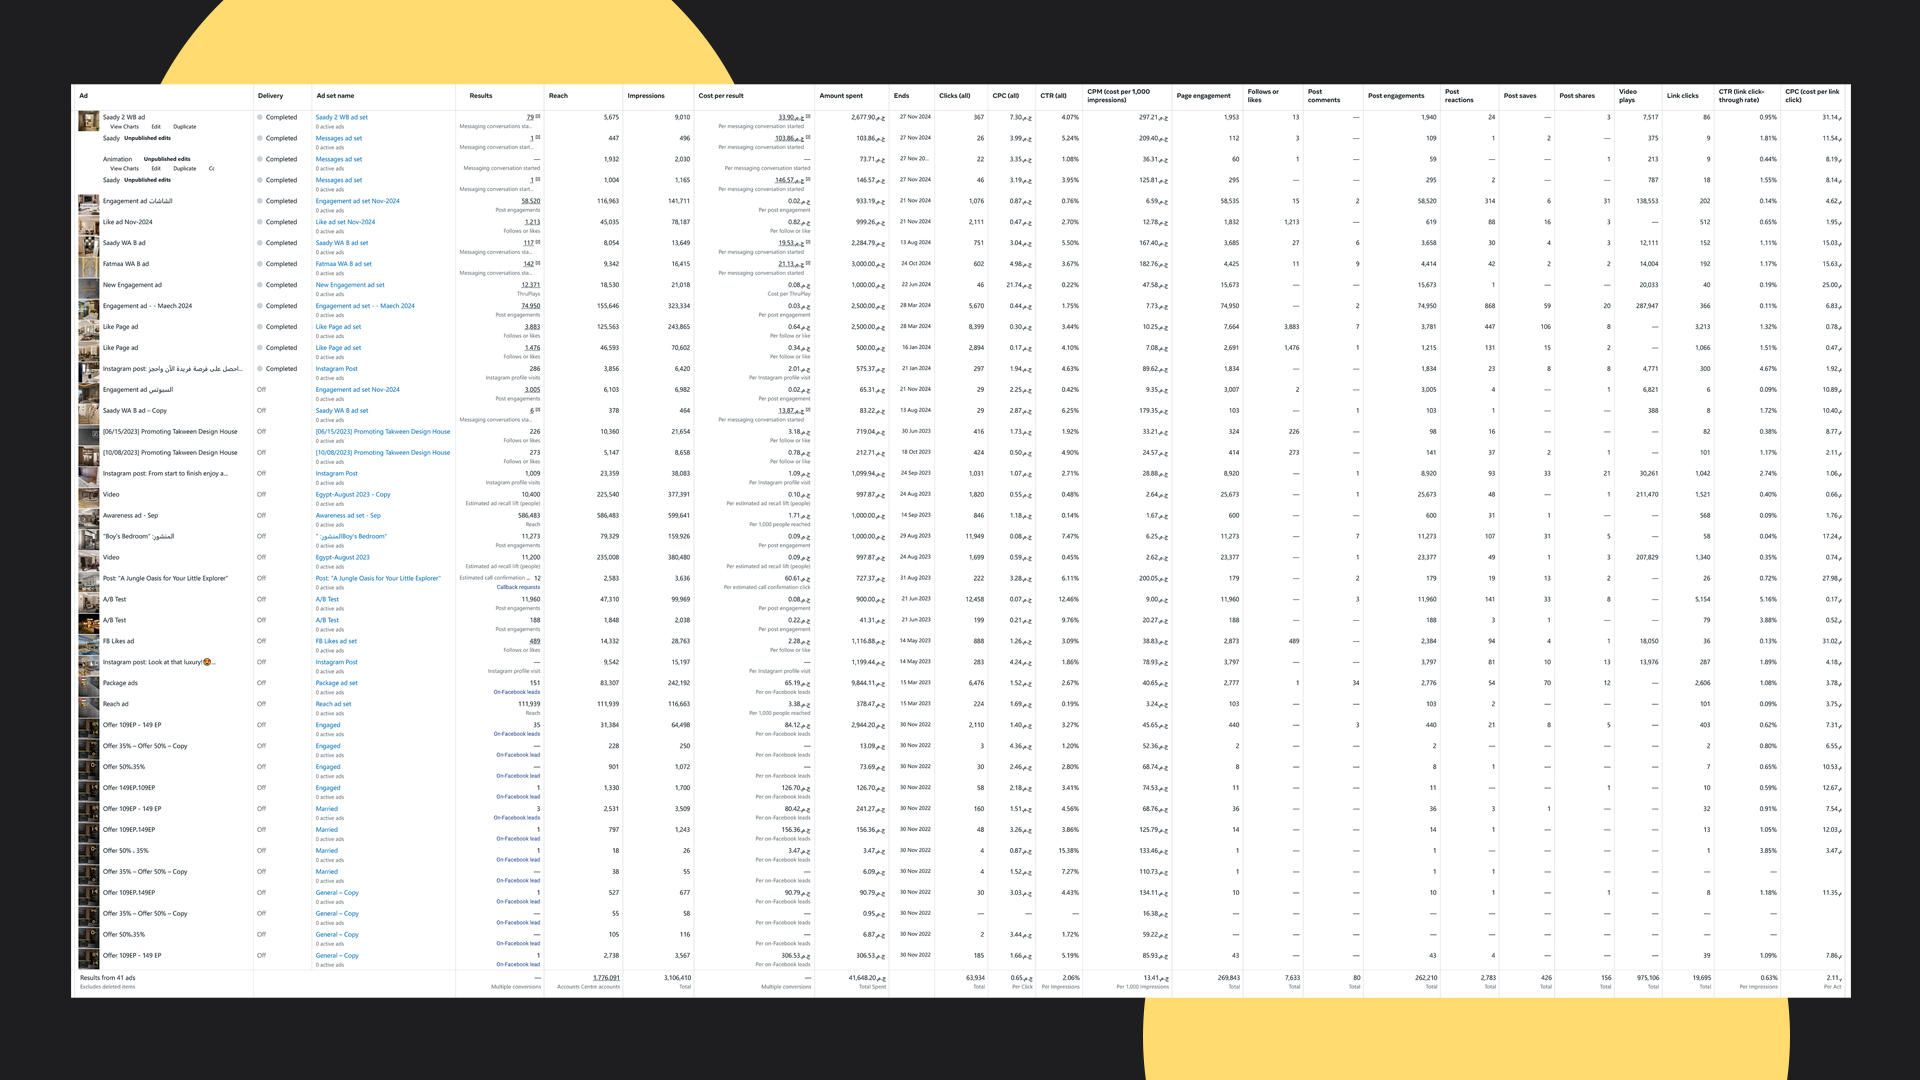 Ad Delivery Ad set name Results Reach Impressions Cost per result Amount spent Ends Clicks (all) CPC (all) CTR (all) CPM (cost per 1,000 impressions) Page engagement Follows or likes Post comments Post engagements Post reactions Post saves Post shares Video plays Link clicks CTR (link click-through rate) CPC (cost per link click)
Saady 2 WB ad Completed Saady 2 WB ad set 79 [2] 5,675 9,010 ج.م.33.90 [2] ج.م.2,677.90 27 Nov 2024 367 ج.م.7.30 4.07% ج.م.297.21 1,953 13 — 1,940 24 — 3 7,517 86 0.95% 31.14
View Charts Edit Duplicate Messaging conversations sta... Per messaging conversation started
Saady Unpublished edits Completed Messages ad set 1 [2] 447 496 ج.م.103.86 [2] ج.م.103.86 27 Nov 2024 26 ج.م.3.99 5.24% ج.م.209.40 112 3 — 109 1 2 — 375 9 1.81% 11.54
0 active ads Messaging conversation start... Per messaging conversation started
Animation Unpublished edits Completed Messages ad set — 1,932 2,030 — ج.م.73.71 27 Nov 20... 22 ج.م.3.35 1.08% ج.م.36.31 60 1 — 59 — — 1 213 9 0.44% 8.19
View Charts Edit Duplicate 0 active ads Messaging conversation started Per messaging conversation started
Saady Unpublished edits Completed Messages ad set 1 [2] 1,004 1,165 ج.م.146.57 [2] ج.م.146.57 27 Nov 2024 46 ج.م.3.19 3.95% ج.م.125.81 295 — — 295 2 — — 787 18 1.55% 8.14
0 active ads Messaging conversation start... Per messaging conversation started
Engagement ad الشاشات Completed Engagement ad set Nov-2024 58,520 116,963 141,711 ج.م.0.02 ج.م.933.19 21 Nov 2024 1,076 ج.م.0.87 0.76% ج.م.6.59 58,535 15 2 58,520 314 6 31 138,553 202 0.14% 4.62
0 active ads Post engagements Per post engagement
Like ad Nov-2024 Completed Like ad set Nov-2024 1,213 45,035 78,187 ج.م.0.82 ج.م.999.26 21 Nov 2024 2,111 ج.م.0.47 2.70% ج.م.12.78 1,832 1,213 — 619 88 16 3 — 512 0.65% 1.95
0 active ads Follows or likes Per follow or like
Saady WA B ad Completed Saady WA B ad set 117 [2] 8,054 13,649 ج.م.19.53 [2] ج.م.2,284.79 13 Aug 2024 751 ج.م.3.04 5.50% ج.م.167.40 3,685 27 6 3,658 30 4 3 12,111 152 1.11% 15.03
0 active ads Messaging conversations sta... Per messaging conversation started
Fatmaa WA B ad Completed Fatmaa WA B ad set 142 [2] 9,342 16,415 ج.م.21.13 [2] ج.م.3,000.00 24 Oct 2024 602 ج.م.4.98 3.67% ج.م.182.76 4,425 11 9 4,414 42 2 2 14,004 192 1.17% 15.63
0 active ads Messaging conversations sta... Per messaging conversation started
New Engagement ad Completed New Engagement ad set 12,371 18,530 21,018 ج.م.0.08 ج.م.1,000.00 22 Jun 2024 46 ج.م.21.74 0.22% ج.م.47.58 15,673 — — 15,673 1 — — 20,033 40 0.19% 25.00
0 active ads ThruPlays Cost per ThruPlay
Engagement ad - - Maech 2024 Completed Engagement ad set - - Maech 2024 74,950 155,646 323,334 ج.م.0.03 ج.م.2,500.00 28 Mar 2024 5,670 ج.م.0.44 1.75% ج.م.7.73 74,950 — 2 74,950 868 59 20 287,947 366 0.11% 6.83
0 active ads Post engagements Per post engagement
Like Page ad Completed Like Page ad set 3,883 125,563 243,865 ج.م.0.64 ج.م.2,500.00 28 Mar 2024 8,399 ج.م.0.30 3.44% ج.م.10.25 7,664 3,883 7 3,781 447 106 8 — 3,213 1.32% 0.78
0 active ads Follows or likes Per follow or like
Like Page ad Completed Like Page ad set 1,476 46,593 70,602 ج.م.0.34 ج.م.500.00 16 Jan 2024 2,894 ج.م.0.17 4.10% ج.م.7.08 2,691 1,476 1 1,215 131 15 2 — 1,066 1.51% 0.47
0 active ads Follows or likes Per follow or like
Instagram post: احصل على فرصة فريدة الآن واحجز... Completed Instagram Post 286 3,856 6,420 ج.م.2.01 ج.م.575.37 21 Jan 2024 297 ج.م.1.94 4.63% ج.م.89.62 1,834 — — 1,834 23 8 8 4,771 300 4.67% 1.92
0 active ads Instagram profile visits Per Instagram profile visit
Engagement ad السيوتس Off Engagement ad set Nov-2024 3,005 6,103 6,982 ج.م.0.02 ج.م.65.31 21 Nov 2024 29 ج.م.2.25 0.42% ج.م.9.35 3,007 2 — 3,005 4 — 1 6,821 6 0.09% 10.89
0 active ads Post engagements Per post engagement
Saady WA B ad – Copy Off Saady WA B ad set 6 [2] 378 464 ج.م.13.87 [2] ج.م.83.22 13 Aug 2024 29 ج.م.2.87 6.25% ج.م.179.35 103 — 1 103 1 — — 388 8 1.72% 10.40
0 active ads Messaging conversations sta... Per messaging conversation started
[06/15/2023] Promoting Takween Design House Off [06/15/2023] Promoting Takween Design House 226 10,360 21,654 ج.م.3.18 ج.م.719.04 30 Jun 2023 416 ج.م.1.73 1.92% ج.م.33.21 324 226 — 98 16 — — — 82 0.38% 8.77
0 active ads Follows or likes Per follow or like
[10/08/2023] Promoting Takween Design House Off [10/08/2023] Promoting Takween Design House 273 5,147 8,658 ج.م.0.78 ج.م.212.71 18 Oct 2023 424 ج.م.0.50 4.90% ج.م.24.57 414 273 — 141 37 2 1 — 101 1.17% 2.11
0 active ads Follows or likes Per follow or like
Instagram post: From start to finish enjoy a... Off Instagram Post 1,009 23,359 38,083 ج.م.1.09 ج.م.1,099.94 24 Sep 2023 1,031 ج.م.1.07 2.71% ج.م.28.88 8,920 — 1 8,920 93 33 21 30,261 1,042 2.74% 1.06
0 active ads Instagram profile visits Per Instagram profile visit
Video Off Egypt-August 2023 - Copy 10,400 225,540 377,391 ج.م.0.10 ج.م.997.87 24 Aug 2023 1,820 ج.م.0.55 0.48% ج.م.2.64 25,673 — 1 25,673 48 — 1 211,470 1,521 0.40% 0.66
0 active ads Estimated ad recall lift (people) Per estimated ad recall lift (people)
Awareness ad - Sep Off Awareness ad set - Sep 586,483 586,483 599,641 ج.م.1.71 ج.م.1,000.00 14 Sep 2023 846 ج.م.1.18 0.14% ج.م.1.67 600 — — 600 31 1 — — 568 0.09% 1.76
0 active ads Reach Per 1,000 people reached
"Boy's Bedroom" :المنشور Off " :المنشورBoy's Bedroom" 11,273 79,329 159,926 ج.م.0.09 ج.م.1,000.00 29 Aug 2023 11,949 ج.م.0.08 7.47% ج.م.6.25 11,273 — 7 11,273 107 31 5 — 58 0.04% 17.24
0 active ads Post engagements Per post engagement
Video Off Egypt-August 2023 11,200 235,008 380,480 ج.م.0.09 ج.م.997.87 24 Aug 2023 1,699 ج.م.0.59 0.45% ج.م.2.62 23,377 — 1 23,377 49 1 3 207,829 1,340 0.35% 0.74
0 active ads Estimated ad recall lift (people) Per estimated ad recall lift (people)
Post: "A Jungle Oasis for Your Little Explorer" Off Post: "A Jungle Oasis for Your Little Explorer" Estimated call confirmation ... 12 2,583 3,636 ج.م.60.61 ج.م.727.37 31 Aug 2023 222 ج.م.3.28 6.11% ج.م.200.05 179 — 2 179 19 13 2 — 26 0.72% 27.98
0 active ads Callback requests Per estimated call confirmation click
A/B Test Off A/B Test 11,960 47,310 99,969 ج.م.0.08 ج.م.900.00 21 Jun 2023 12,458 ج.م.0.07 12.46% ج.م.9.00 11,960 — 3 11,960 141 33 8 — 5,154 5.16% 0.17
0 active ads Post engagements Per post engagement
A/B Test Off A/B Test 188 1,848 2,038 ج.م.0.22 ج.م.41.31 21 Jun 2023 199 ج.م.0.21 9.76% ج.م.20.27 188 — — 188 3 1 — — 79 3.88% 0.52
0 active ads Post engagements Per post engagement
FB Likes ad Off FB Likes ad set 489 14,332 28,763 ج.م.2.28 ج.م.1,116.88 14 May 2023 888 ج.م.1.26 3.09% ج.م.38.83 2,873 489 — 2,384 94 4 1 18,050 36 0.13% 31.02
0 active ads Follows or likes Per follow or like
Instagram post: Look at that luxury!😍... Off Instagram Post — 9,542 15,197 — ج.م.1,199.44 14 May 2023 283 ج.م.4.24 1.86% ج.م.78.93 3,797 — — 3,797 81 10 13 13,976 287 1.89% 4.18
0 active ads Instagram profile visit Per Instagram profile visit
Package ads Off Package ad set 151 83,307 242,192 ج.م.65.19 ج.م.9,844.11 15 Mar 2023 6,476 ج.م.1.52 2.67% ج.م.40.65 2,777 1 34 2,776 54 70 12 — 2,606 1.08% 3.78
0 active ads On-Facebook leads Per on-Facebook leads
Reach ad Off Reach ad set 111,939 111,939 116,663 ج.م.3.38 ج.م.378.47 15 Mar 2023 224 ج.م.1.69 0.19% ج.م.3.24 103 — — 103 2 — — — 101 0.09% 3.75
0 active ads Reach Per 1,000 people reached
Offer 109EP - 149 EP Off Engaged 35 31,384 64,498 ج.م.84.12 ج.م.2,944.20 30 Nov 2022 2,110 ج.م.1.40 3.27% ج.م.45.65 440 — 3 440 21 8 5 — 403 0.62% 7.31
0 active ads On-Facebook leads Per on-Facebook leads
Offer 35% – Offer 50% – Copy Off Engaged — 228 250 — ج.م.13.09 30 Nov 2022 3 ج.م.4.36 1.20% ج.م.52.36 2 — — 2 — — — — 2 0.80% 6.55
0 active ads On-Facebook lead Per on-Facebook leads
Offer 50%.35% Off Engaged — 901 1,072 — ج.م.73.69 30 Nov 2022 30 ج.م.2.46 2.80% ج.م.68.74 8 — — 8 1 — — — 7 0.65% 10.53
0 active ads On-Facebook lead Per on-Facebook leads
Offer 149EP.109EP Off Engaged 1 1,330 1,700 ج.م.126.70 ج.م.126.70 30 Nov 2022 58 ج.م.2.18 3.41% ج.م.74.53 11 — — 11 — — 1 — 10 0.59% 12.67
0 active ads On-Facebook lead Per on-Facebook leads
Offer 109EP - 149 EP Off Married 3 2,531 3,509 ج.م.80.42 ج.م.241.27 30 Nov 2022 160 ج.م.1.51 4.56% ج.م.68.76 36 — — 36 3 1 — — 32 0.91% 7.54
0 active ads On-Facebook leads Per on-Facebook leads
Offer 109EP.149EP Off Married 1 797 1,243 ج.م.156.36 ج.م.156.36 30 Nov 2022 48 ج.م.3.26 3.86% ج.م.125.79 14 — — 14 1 — — — 13 1.05% 12.03
0 active ads On-Facebook lead Per on-Facebook leads
Offer 50% . 35% Off Married 1 18 26 ج.م.3.47 ج.م.3.47 30 Nov 2022 4 ج.م.0.87 15.38% ج.م.133.46 1 — — 1 — — — — 1 3.85% 3.47
0 active ads On-Facebook lead Per on-Facebook leads
Offer 35% – Offer 50% – Copy Off Married — 38 55 — ج.م.6.09 30 Nov 2022 4 ج.م.1.52 7.27% ج.م.110.73 — — — — — — — — — —
0 active ads On-Facebook lead Per on-Facebook leads
Offer 109EP.149EP Off General – Copy 1 527 677 ج.م.90.79 ج.م.90.79 30 Nov 2022 30 ج.م.3.03 4.43% ج.م.134.11 10 — — 10 1 — 1 — 8 1.18% 11.35
0 active ads On-Facebook lead Per on-Facebook leads
Offer 35% – Offer 50% – Copy Off General – Copy — 55 58 — ج.م.0.95 30 Nov 2022 — — — ج.م.16.38 — — — — — — — — — —
0 active ads On-Facebook lead Per on-Facebook leads
Offer 50%.35% Off General – Copy — 105 116 — ج.م.6.87 30 Nov 2022 2 ج.م.3.44 1.72% ج.م.59.22 — — — — — — — — — —
0 active ads On-Facebook lead Per on-Facebook leads
Offer 109EP - 149 EP Off General – Copy 1 2,738 3,567 ج.م.306.53 ج.م.306.53 30 Nov 2022 185 ج.م.1.66 5.19% ج.م.85.93 43 — — 43 4 — — — 39 1.09% 7.86
0 active ads On-Facebook lead Per on-Facebook leads
Results from 41 ads — 1,776,091 3,106,410 — ج.م.41,648.20 63,934 ج.م.0.65 2.06% ج.م.13.41 269,843 7,633 80 262,210 2,783 426 156 975,106 19,695 0.63% 2.11
Excludes deleted items Multiple conversions Accounts Centre accounts Total Multiple conversions Total Spent Total Per Click Per Impressions Per 1,000 Impressions Total Total Total Total Total Total Total Total Total Per Impressions Per Act